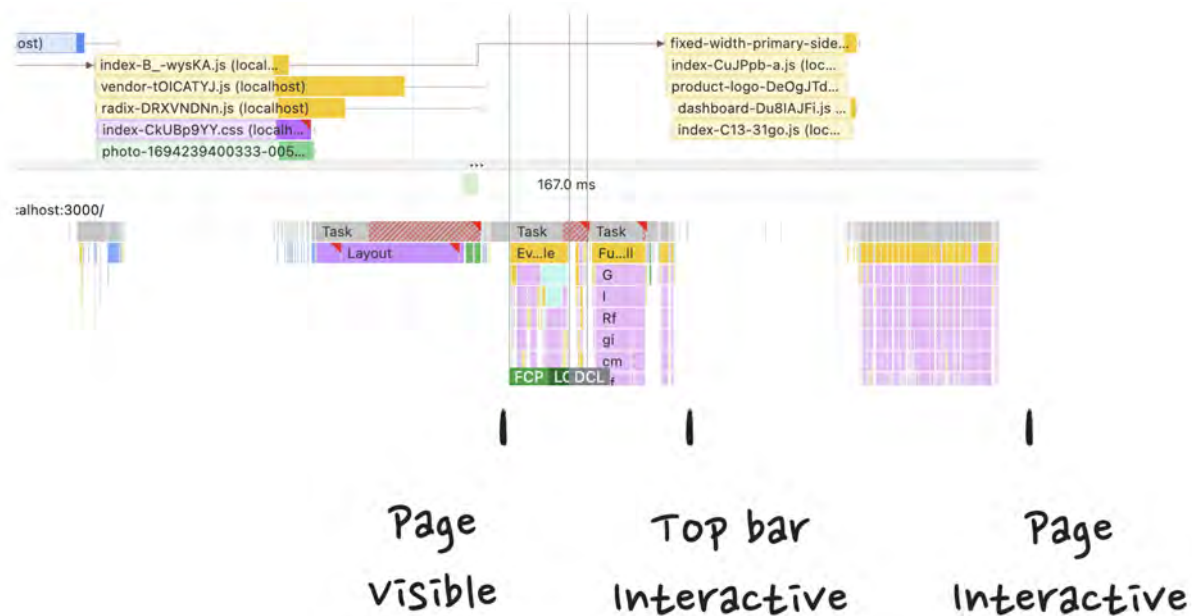 ost)
index-B_-wysKA.js (local...
vendor-tOICATYJ.js (localhost)
radix-DRXVNDNn.js (localhost)
index-CkUBp9YY.css (localh...
photo-1694239400333-005...
fixed-width-primary-side...
index-CuJPpb-a.js (loc...
product-logo-DeOgJTd...
dashboard-Du8IAJFi.js ...
index-C13-31go.js (loc...
...
167.0 ms
:alhost:3000/
Task Task Task
Layout Ev...le Fu...ll
G
I
Rf
gi
cm
FCP LC DCL f
Page Visible
Top bar Interactive
Page Interactive